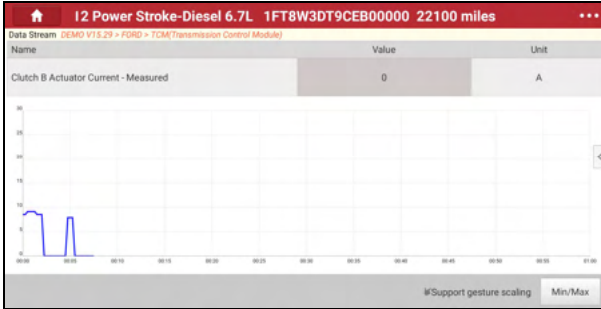 12 Power Stroke-Diesel 6.7L 1FT8W3DT9CEB00000 22100 miles
Data Stream DEMO V15.29 > FORD > TCM(Transmission Control Module)
Name Value Unit
Clutch B Actuator Current - Measured 0 A
30
25
20
15
10
5
0
00:00 00:05 00:10 00:15 00:20 00:25 00:30 00:35 00:40 00:45 00:50 00:55 01:00
Support gesture scaling Min/Max